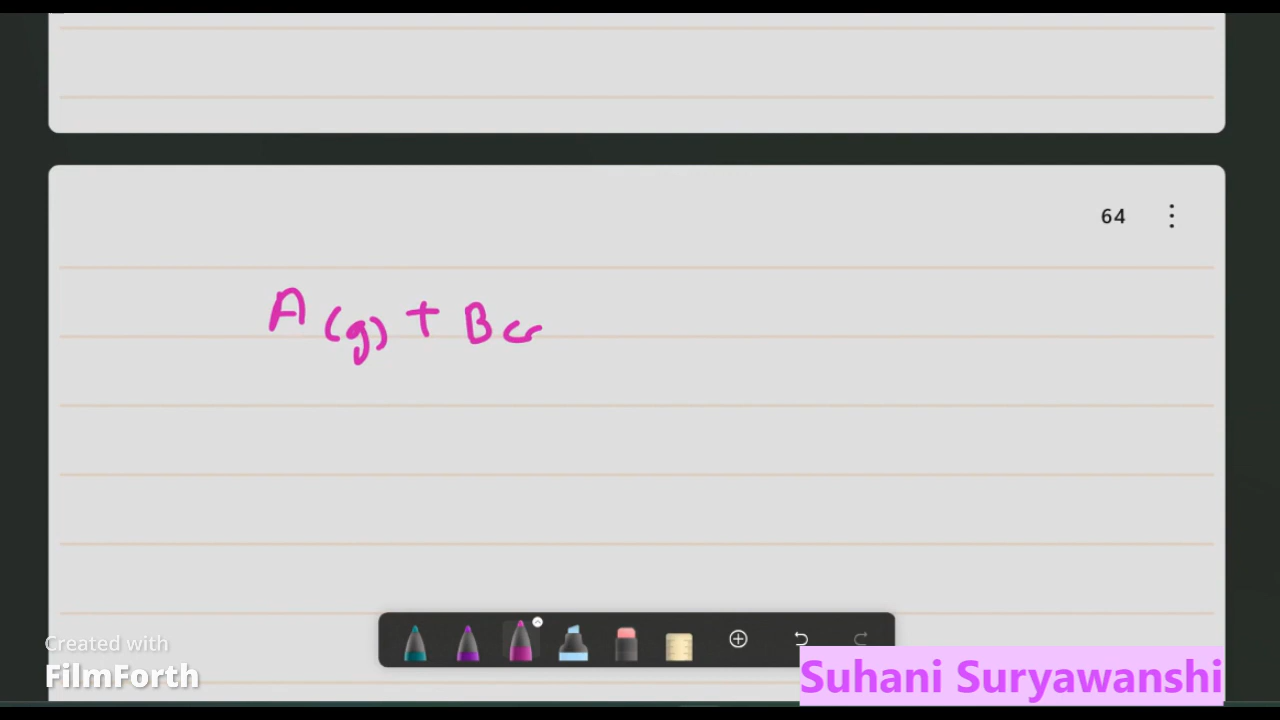 64
A (g) + B
Created with
FilmForth
Suhani Suryawanshi